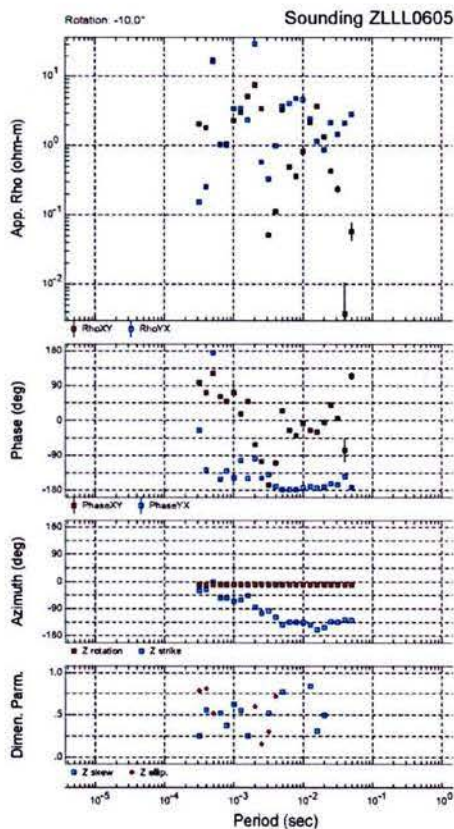 Rotation: -10.0° Sounding ZLLL0605
App. Rho (ohm-m)
10¹
10⁰
10⁻¹
10⁻²
RhoXY RhoYX
Phase (deg)
180
90
0
-90
-180
PhaseXY PhaseYX
Azimuth (deg)
180
90
0
-90
-180
Z rotation Z strike
Dimen. Parm.
1.0
.5
.0
Z skew Z ellip.
10⁻⁵ 10⁻⁴ 10⁻³ 10⁻² 10⁻¹ 10⁰
Period (sec)